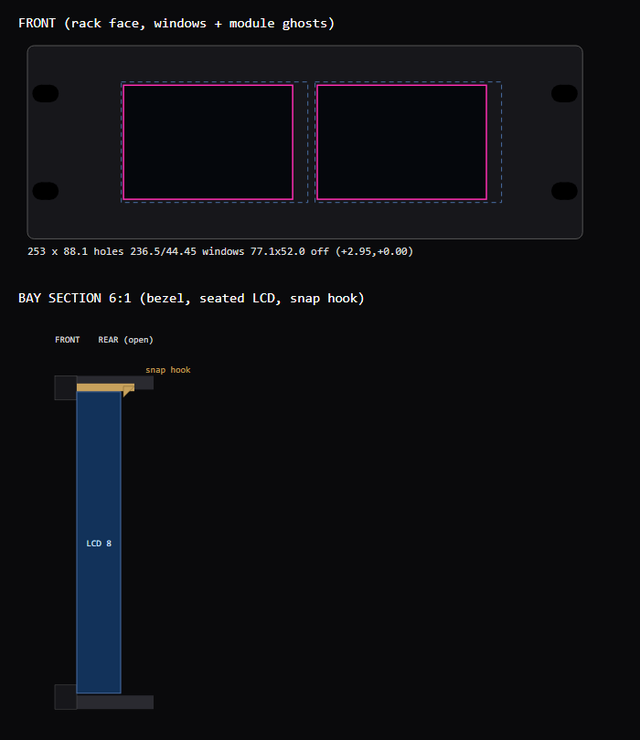 FRONT (rack face, windows + module ghosts)
253 x 88.1 holes 236.5/44.45 windows 77.1x52.0 off (+2.95,+0.00)
BAY SECTION 6:1 (bezel, seated LCD, snap hook)
FRONT REAR (open)
snap hook
LCD 8